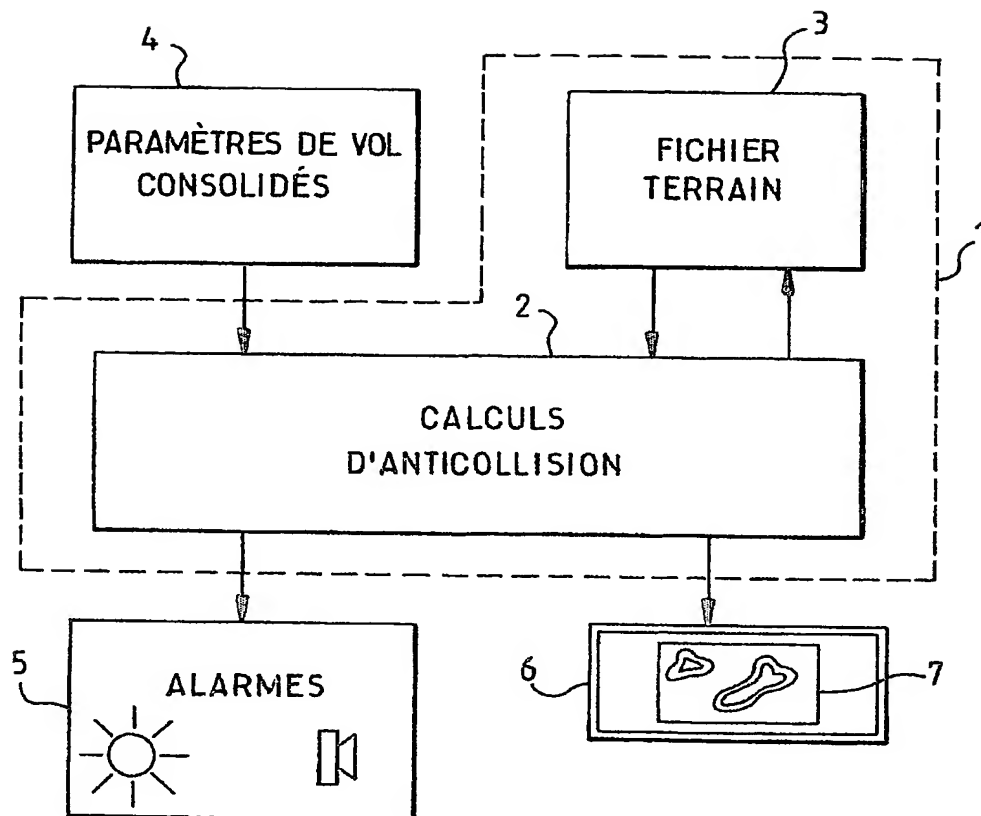 4
3
PARAMÈTRES DE VOL
CONSOLIDÉS
FICHIER
TERRAIN
2
CALCULS
D'ANTICOLLISION
5
ALARMES
6
7